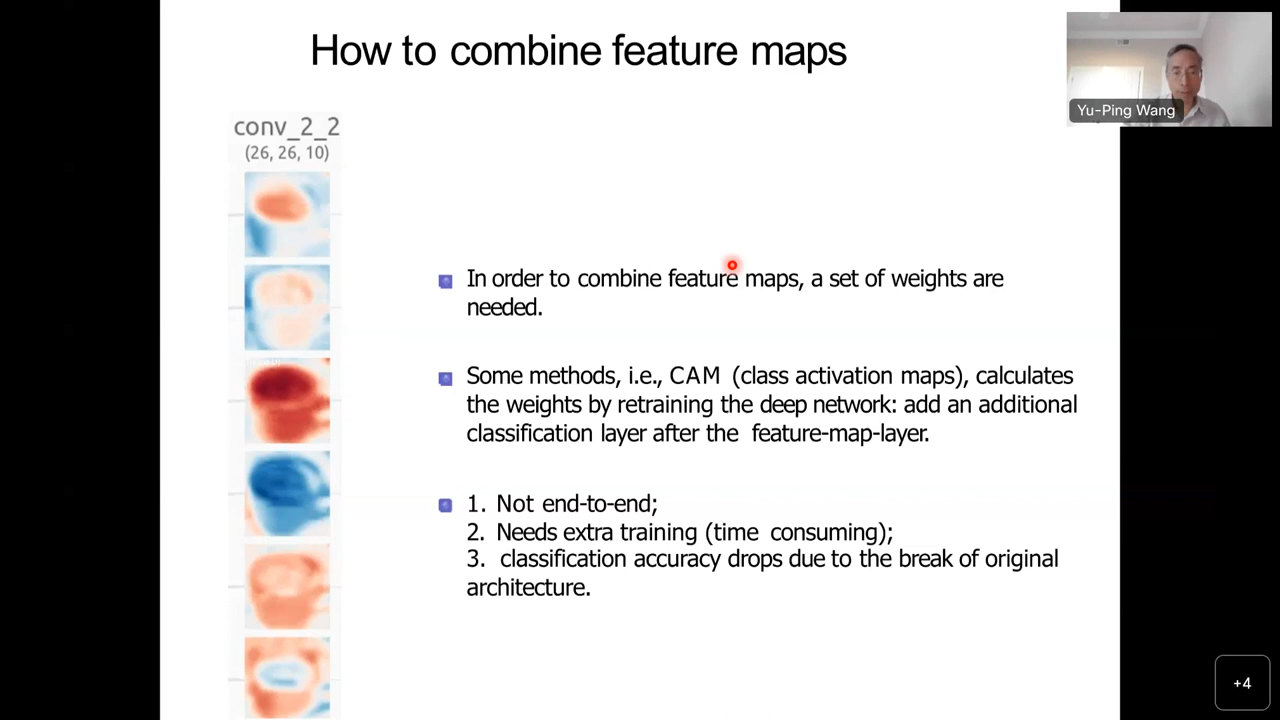 How to combine feature maps
Yu-Ping Wang
conv_2_2
(26, 26, 10)
In order to combine feature maps, a set of weights are
needed.
Some methods, i.e., CAM (class activation maps), calculates
the weights by retraining the deep network: add an additional
classification layer after the feature-map-layer.
1. Not end-to-end;
2. Needs extra training (time consuming);
3. classification accuracy drops due to the break of original
architecture.
+4